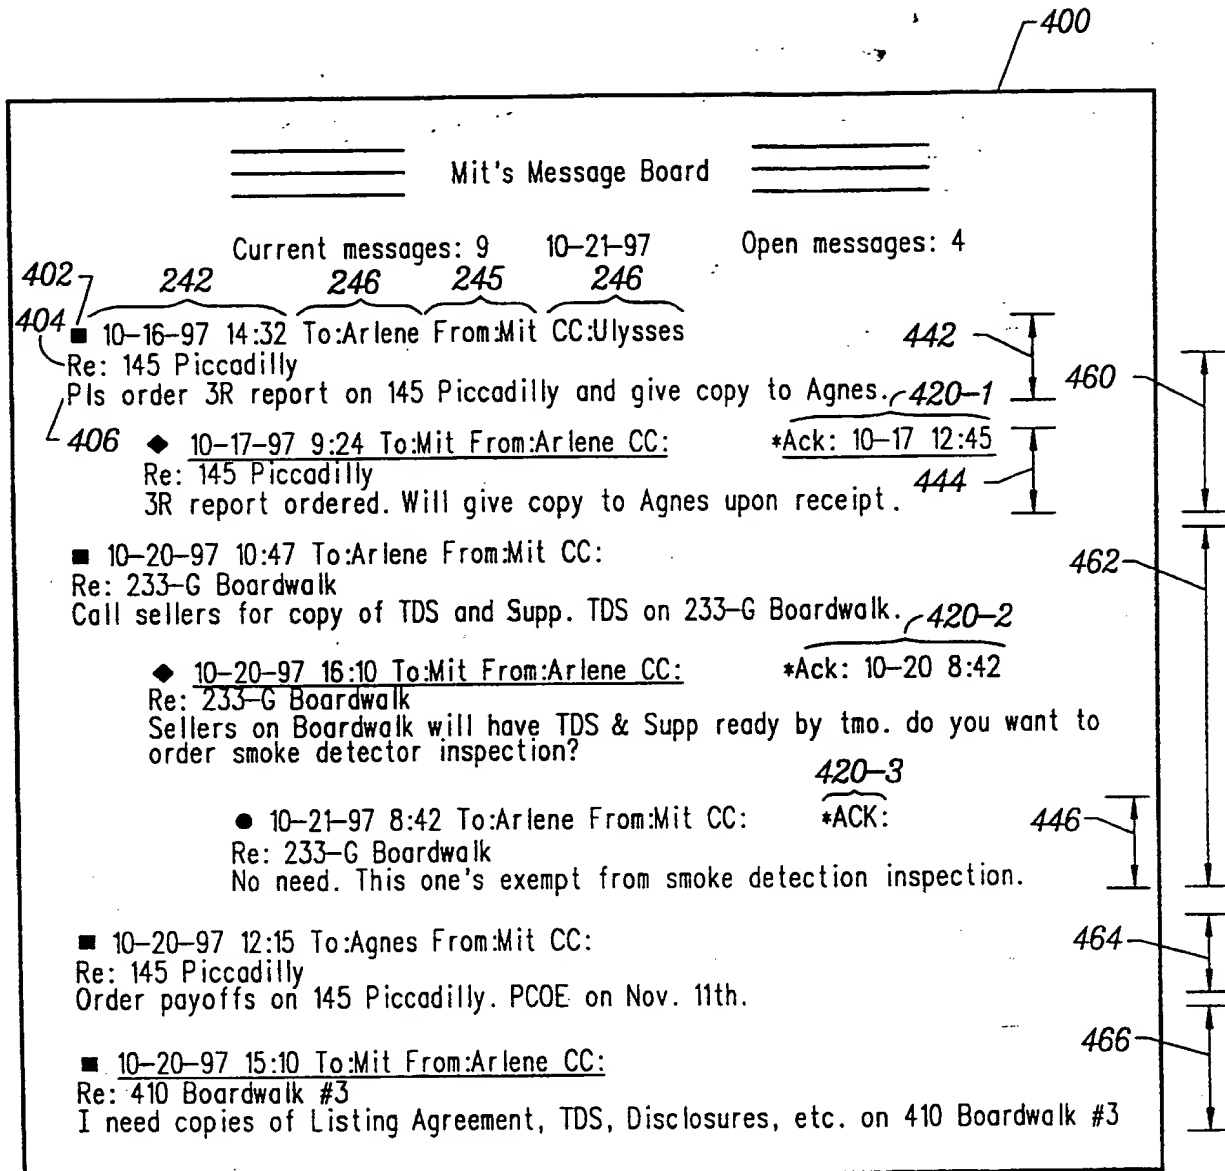 400
Mit's Message Board
Current messages: 9 10-21-97 Open messages: 4
402 242 246 245 246
404 ■ 10-16-97 14:32 To:Arlene From:Mit CC:Ulysses 442
Re: 145 Piccadilly 460
Pls order 3R report on 145 Piccadilly and give copy to Agnes. 420-1
406 ◆ 10-17-97 9:24 To:Mit From:Arlene CC: *Ack: 10-17 12:45
Re: 145 Piccadilly 444
3R report ordered. Will give copy to Agnes upon receipt.
■ 10-20-97 10:47 To:Arlene From:Mit CC: 462
Re: 233-G Boardwalk
Call sellers for copy of TDS and Supp. TDS on 233-G Boardwalk. 420-2
◆ 10-20-97 16:10 To:Mit From:Arlene CC: *Ack: 10-20 8:42
Re: 233-G Boardwalk
Sellers on Boardwalk will have TDS & Supp ready by tmo. do you want to
order smoke detector inspection?
420-3
● 10-21-97 8:42 To:Arlene From:Mit CC: *ACK: 446
Re: 233-G Boardwalk
No need. This one's exempt from smoke detection inspection.
■ 10-20-97 12:15 To:Agnes From:Mit CC: 464
Re: 145 Piccadilly
Order payoffs on 145 Piccadilly. PCOE on Nov. 11th.
■ 10-20-97 15:10 To:Mit From:Arlene CC: 466
Re: 410 Boardwalk #3
I need copies of Listing Agreement, TDS, Disclosures, etc. on 410 Boardwalk #3